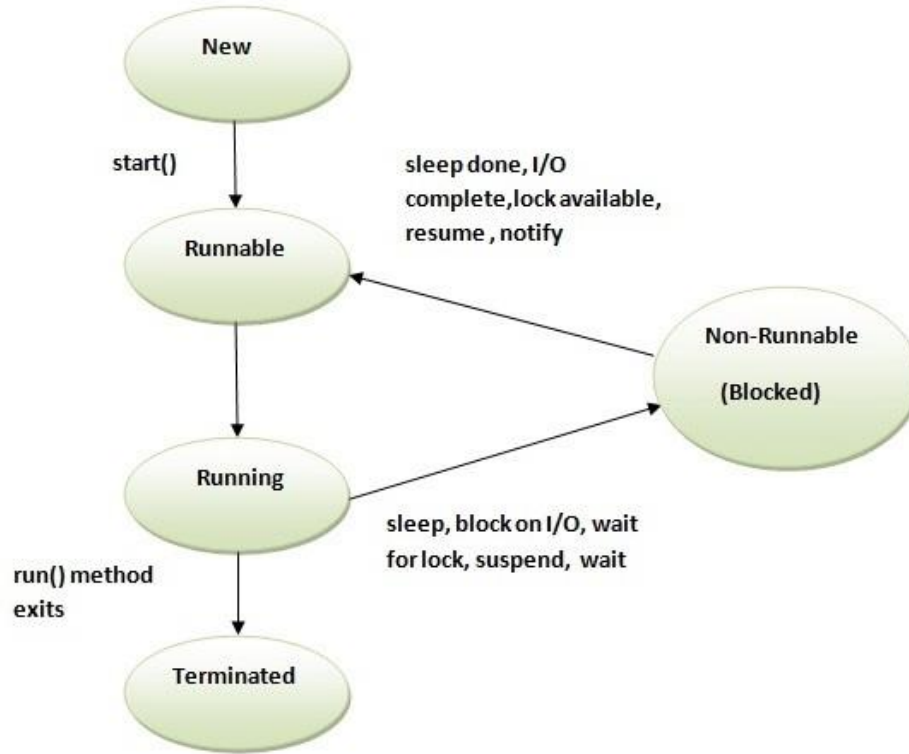 New
start()
sleep done, I/O
complete,lock available,
resume , notify
Runnable
Non-Runnable
(Blocked)
Running
sleep, block on I/O, wait
for lock, suspend, wait
run() method
exits
Terminated